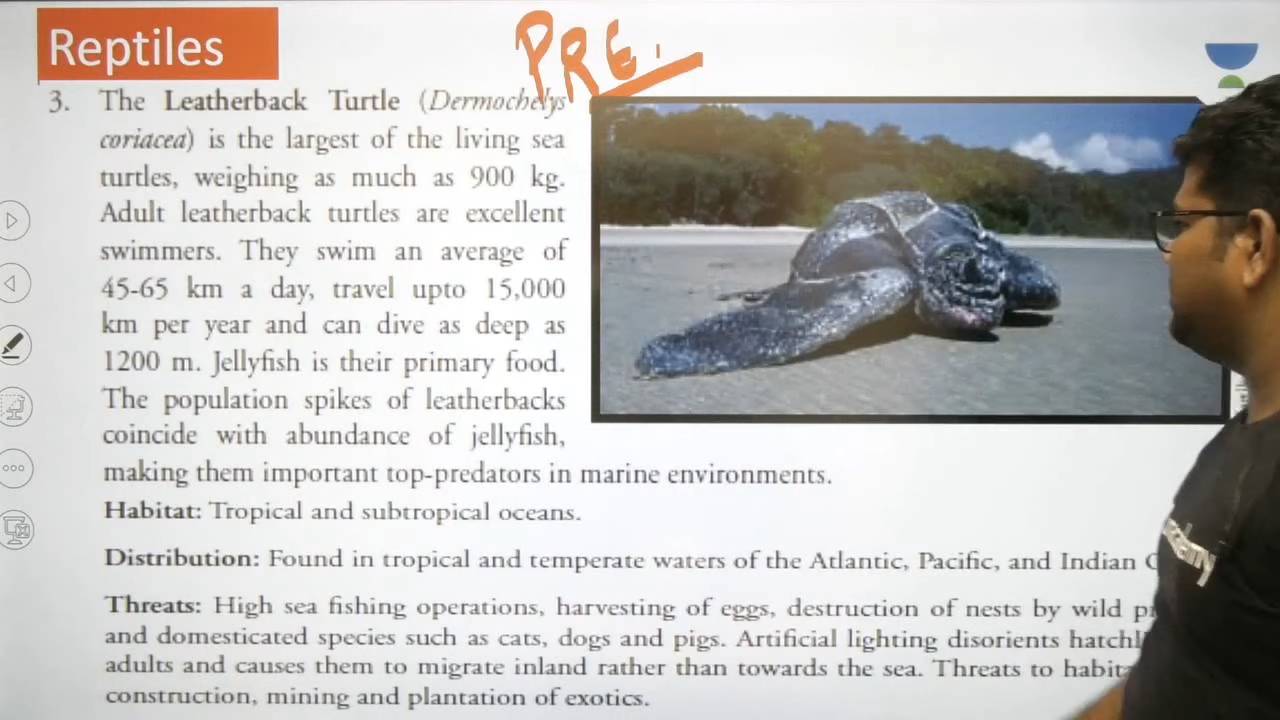 Reptiles
PRE.
3. The Leatherback Turtle (Dermochelys
coriacea) is the largest of the living sea
turtles, weighing as much as 900 kg.
Adult leatherback turtles are excellent
swimmers. They swim an average of
45-65 km a day, travel upto 15,000
km per year and can dive as deep as
1200 m. Jellyfish is their primary food.
The population spikes of leatherbacks
coincide with abundance of jellyfish,
making them important top-predators in marine environments.
Habitat: Tropical and subtropical oceans.
Distribution: Found in tropical and temperate waters of the Atlantic, Pacific, and Indian
Threats: High sea fishing operations, harvesting of eggs, destruction of nests by wild
and domesticated species such as cats, dogs and pigs. Artificial lighting disorients
adults and causes them to migrate inland rather than towards the sea. Threats to
construction, mining and plantation of exotics.